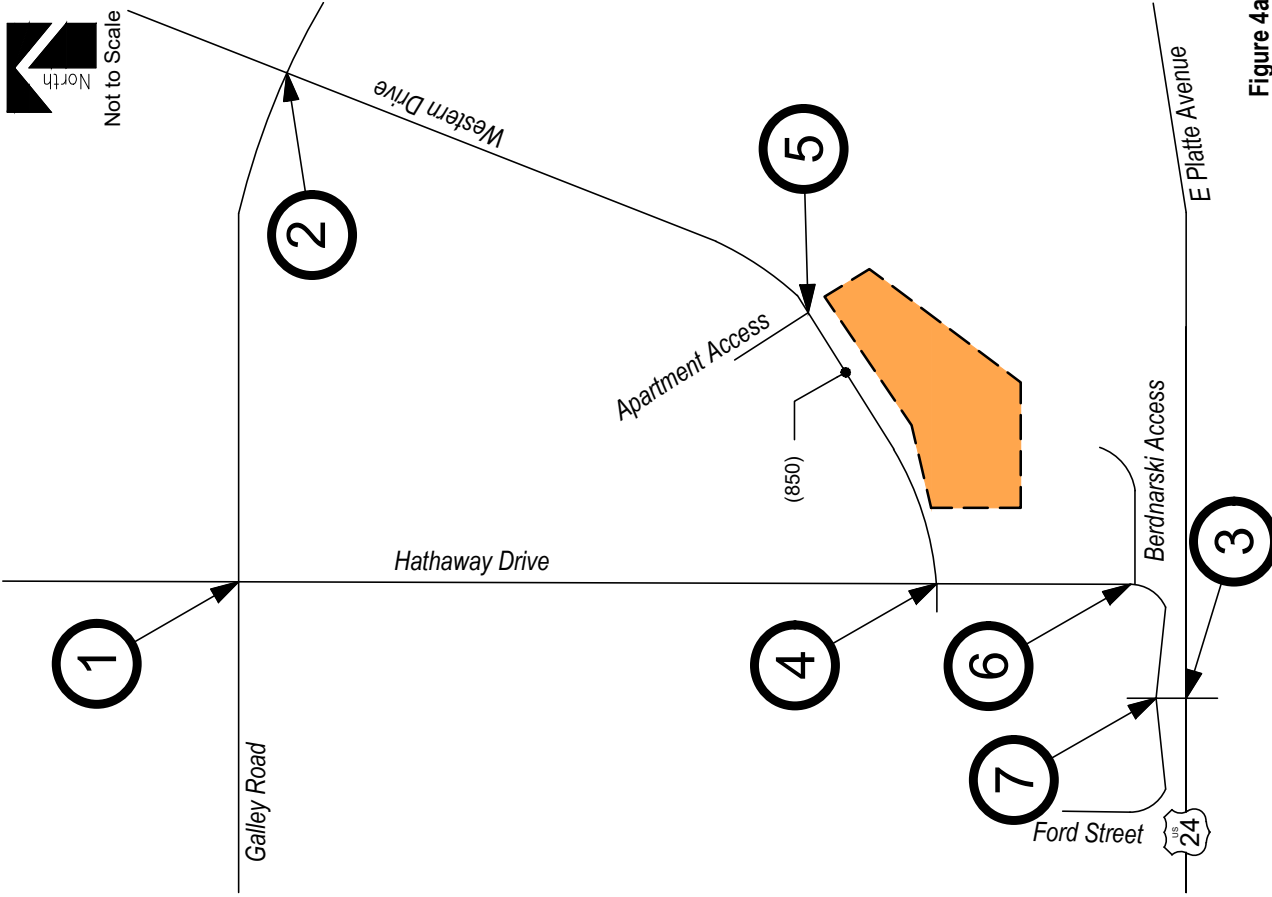 North
Not to Scale
Western Drive
1
2
5
Apartment Access
(850)
Hathaway Drive
Galley Road
4
6
7
3
Berdnarski Access
E Platte Avenue
Ford Street
US
24
Figure 4a